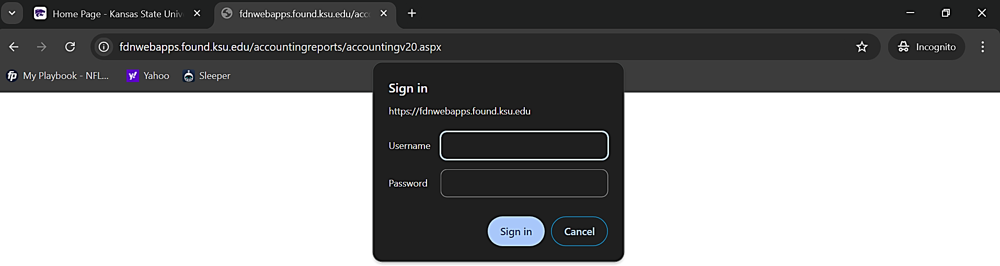 Home Page - Kansas State Univ
fdnwebapps.found.ksu.edu/acc
fdnwebapps.found.ksu.edu/accountingreports/accountingv20.aspx
Incognito
fp My Playbook - NFL...
y! Yahoo
Sleeper
Sign in
https://fdnwebapps.found.ksu.edu
Username
Password
Sign in
Cancel